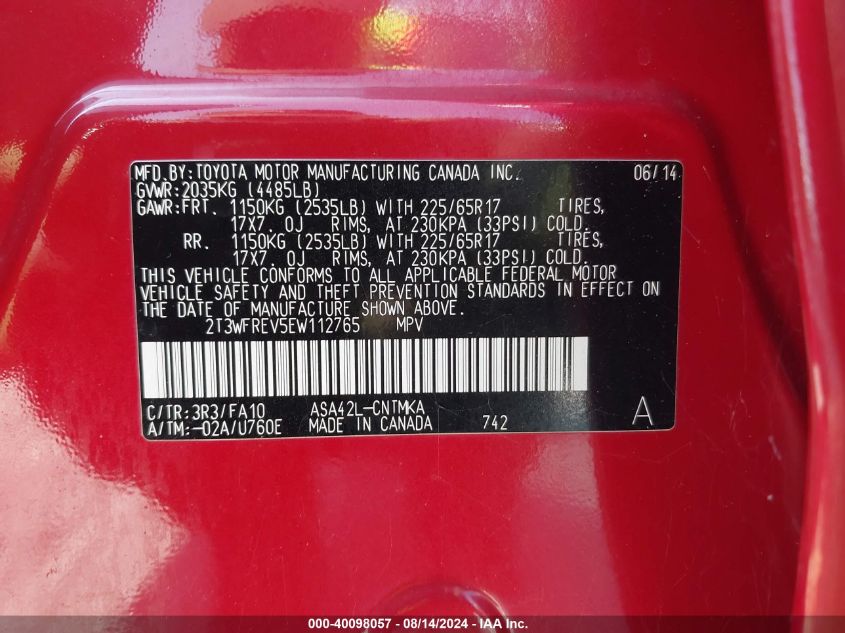 MFD.BY:TOYOTA MOTOR MANUFACTURING CANADA INC. 06/14
GVWR:2035KG (4485LB)
GAWR:FRT. 1150KG (2535LB) WITH 225/65R17 TIRES,
17X7.0J RIMS, AT 230KPA (33PSI) COLD.
RR. 1150KG (2535LB) WITH 225/65R17 TIRES,
17X7.0J RIMS, AT 230KPA (33PSI) COLD.
THIS VEHICLE CONFORMS TO ALL APPLICABLE FEDERAL MOTOR
VEHICLE SAFETY AND THEFT PREVENTION STANDARDS IN EFFECT ON
THE DATE OF MANUFACTURE SHOWN ABOVE.
2T3WFREV5EW112765 MPV
C/TR:3R3/FA10 ASA42L-CNTMKA
A/TM:-02A/U760E MADE IN CANADA 742 A
000-40098057 - 08/14/2024 - IAA Inc.